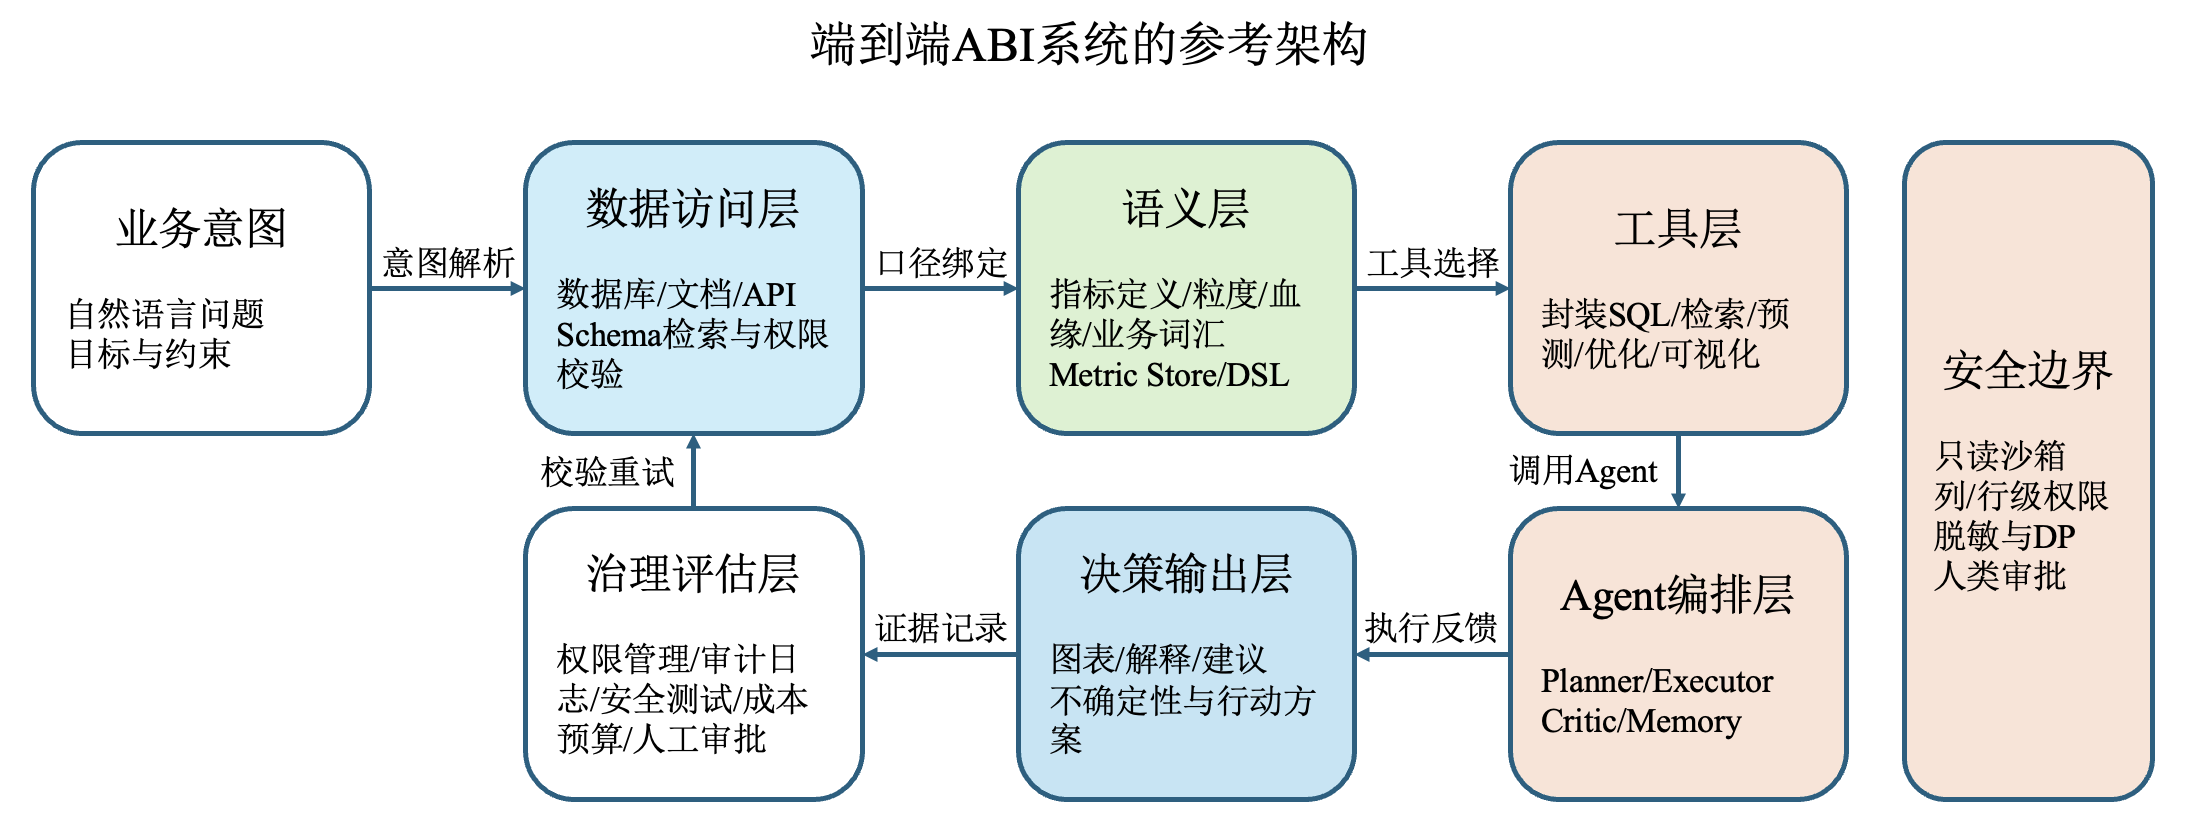 端到端ABI系统的参考架构
业务意图
自然语言问题
目标与约束
意图解析
数据访问层
数据库/文档/API
Schema检索与权限
校验
口径绑定
语义层
指标定义/粒度/血
缘/业务词汇
Metric Store/DSL
工具选择
工具层
封装SQL/检索/预
测/优化/可视化
安全边界
只读沙箱
列/行级权限
脱敏与DP
人类审批
校验重试
调用Agent
治理评估层
权限管理/审计日
志/安全测试/成本
预算/人工审批
证据记录
决策输出层
图表/解释/建议
不确定性与行动方
案
执行反馈
Agent编排层
Planner/Executor
Critic/Memory